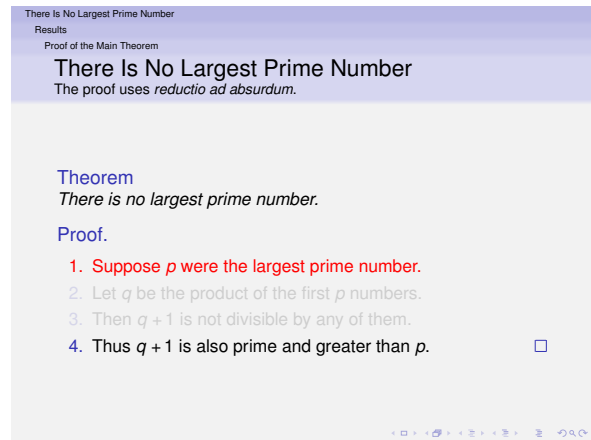 There Is No Largest Prime Number
Results
Proof of the Main Theorem
There Is No Largest Prime Number
The proof uses reductio ad absurdum.
Theorem
There is no largest prime number.
Proof.
1. Suppose p were the largest prime number.
2. Let q be the product of the first p numbers.
3. Then q + 1 is not divisible by any of them.
4. Thus q + 1 is also prime and greater than p. □